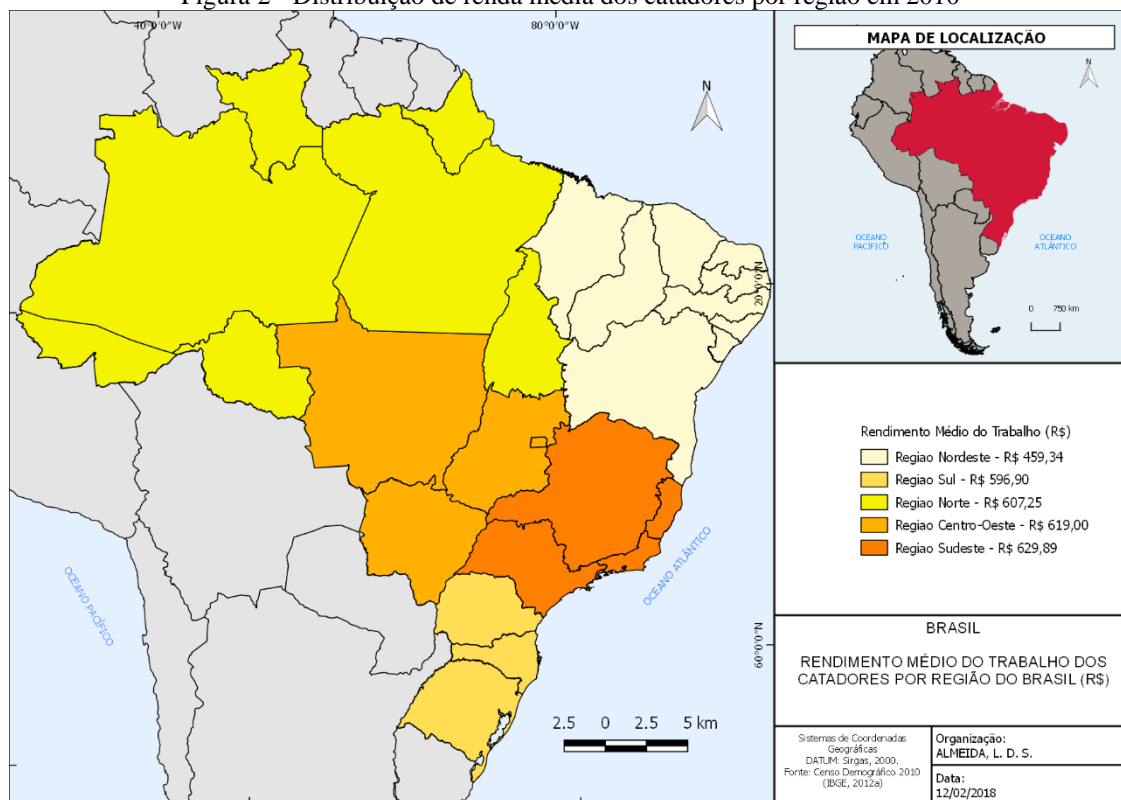 Figura 2 - Distribuição de renda média dos catadores por região em 2010
40°0'0"W
80°0'0"W
N
20°0'0"N
60°0'0"N
OCEANO PACÍFICO
OCEANO ATLÂNTICO
2.5 0 2.5 5 km
MAPA DE LOCALIZAÇÃO
N
OCEANO
PACÍFICO
OCEANO
ATLÂNTICO
0 750 km
Rendimento Médio do Trabalho (R$)
Regiao Nordeste - R$ 459,34
Regiao Sul - R$ 596,90
Regiao Norte - R$ 607,25
Regiao Centro-Oeste - R$ 619,00
Regiao Sudeste - R$ 629,89
BRASIL
RENDIMENTO MÉDIO DO TRABALHO DOS
CATADORES POR REGIÃO DO BRASIL (R$)
Sistemas de Coordenadas
Geográficas
DATUM: Sirgas, 2000.
Fonte: Censo Demográfico 2010
(IBGE, 2012a)
Organização:
ALMEIDA, L. D. S.
Data:
12/02/2018